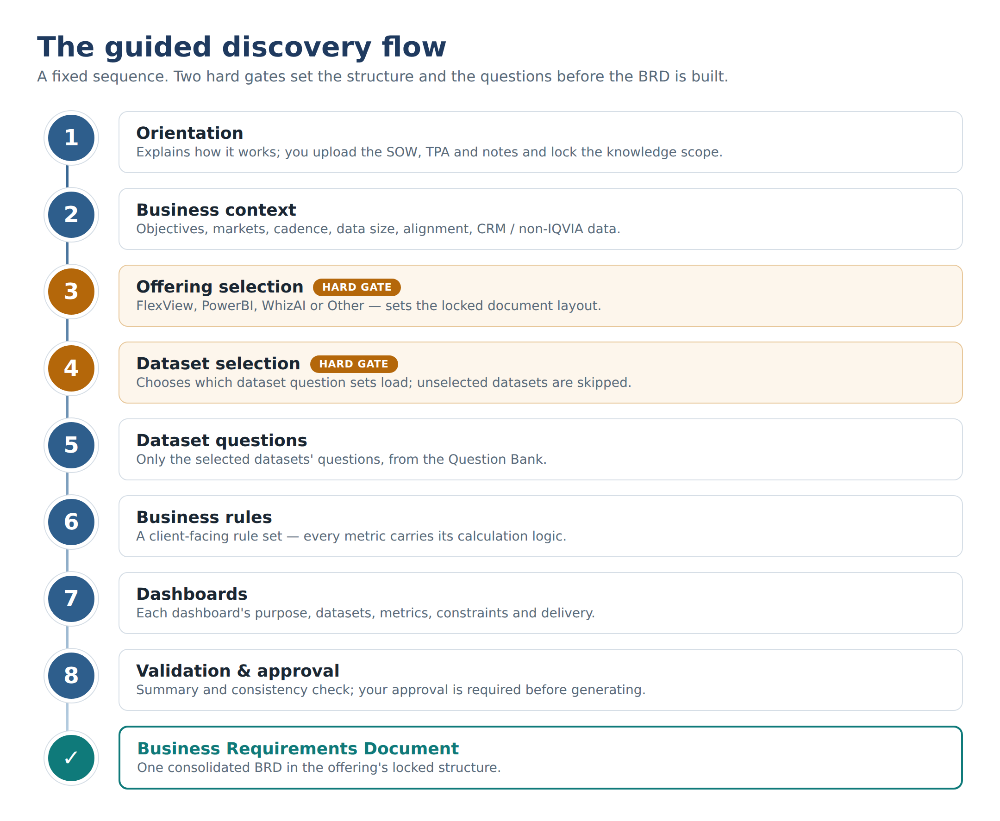 The guided discovery flow
A fixed sequence. Two hard gates set the structure and the questions before the BRD is built.
1
Orientation
Explains how it works; you upload the SOW, TPA and notes and lock the knowledge scope.
2
Business context
Objectives, markets, cadence, data size, alignment, CRM / non-IQVIA data.
3
Offering selection HARD GATE
FlexView, PowerBI, WhizAI or Other — sets the locked document layout.
4
Dataset selection HARD GATE
Chooses which dataset question sets load; unselected datasets are skipped.
5
Dataset questions
Only the selected datasets' questions, from the Question Bank.
6
Business rules
A client-facing rule set — every metric carries its calculation logic.
7
Dashboards
Each dashboard's purpose, datasets, metrics, constraints and delivery.
8
Validation & approval
Summary and consistency check; your approval is required before generating.
✓
Business Requirements Document
One consolidated BRD in the offering's locked structure.